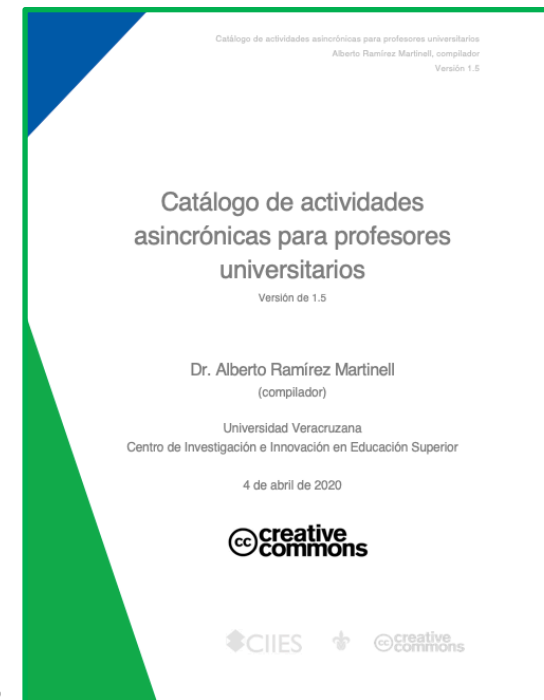 Catálogo de actividades asincrónicas para profesores universitarios
Alberto Ramírez Martinell, compilador
Versión 1.5
Catálogo de actividades
asincrónicas para profesores
universitarios
Versión de 1.5
Dr. Alberto Ramírez Martinell
(compilador)
Universidad Veracruzana
Centro de Investigación e Innovación en Educación Superior
4 de abril de 2020
cc creative
commons
CIIES cc creative
commons